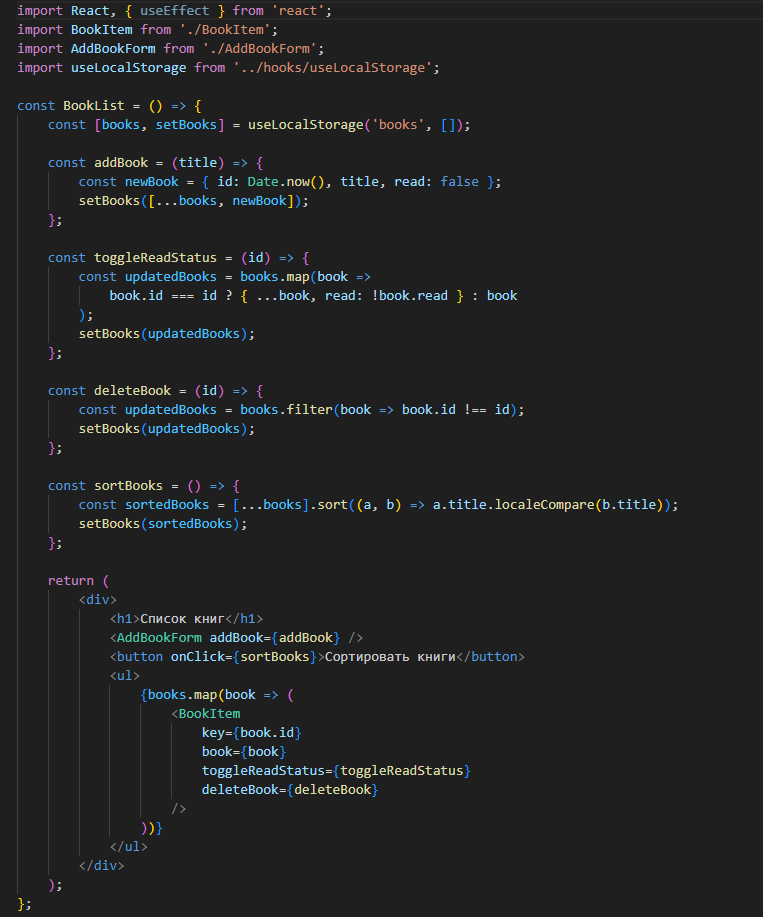 import React, { useEffect } from 'react';
import BookItem from './BookItem';
import AddBookForm from './AddBookForm';
import useLocalStorage from '../hooks/useLocalStorage';

const BookList = () => {
    const [books, setBooks] = useLocalStorage('books', []);

    const addBook = (title) => {
        const newBook = { id: Date.now(), title, read: false };
        setBooks([...books, newBook]);
    };

    const toggleReadStatus = (id) => {
        const updatedBooks = books.map(book =>
            book.id === id ? { ...book, read: !book.read } : book
        );
        setBooks(updatedBooks);
    };

    const deleteBook = (id) => {
        const updatedBooks = books.filter(book => book.id !== id);
        setBooks(updatedBooks);
    };

    const sortBooks = () => {
        const sortedBooks = [...books].sort((a, b) => a.title.localeCompare(b.title));
        setBooks(sortedBooks);
    };

    return (
        <div>
            <h1>Список книг</h1>
            <AddBookForm addBook={addBook} />
            <button onClick={sortBooks}>Сортировать книги</button>
            <ul>
                {books.map(book => (
                    <BookItem
                        key={book.id}
                        book={book}
                        toggleReadStatus={toggleReadStatus}
                        deleteBook={deleteBook}
                    />
                ))}
            </ul>
        </div>
    );
};